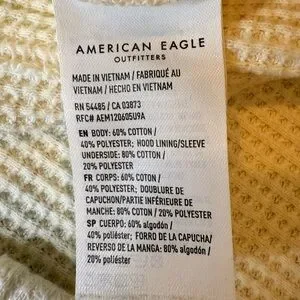 AMERICAN EAGLE
OUTFITTERS
MADE IN VIETNAM / FABRIQUÉ AU
VIETNAM / HECHO EN VIETNAM
RN 54485 / CA 03873
RFC# AEM120605U9A
EN BODY: 60% COTTON /
40% POLYESTER; HOOD LINING/SLEEVE
UNDERSIDE: 80% COTTON /
20% POLYESTER
FR CORPS: 60% COTON /
40% POLYESTER; DOUBLURE DE
CAPUCHON/PARTIE INFÉRIEURE DE
MANCHE: 80% COTON / 20% POLYESTER
SP CUERPO: 60% algodón /
40% poliéster; FORRO DE LA CAPUCHA/
REVERSO DE LA MANGA: 80% algodón /
20% poliéster